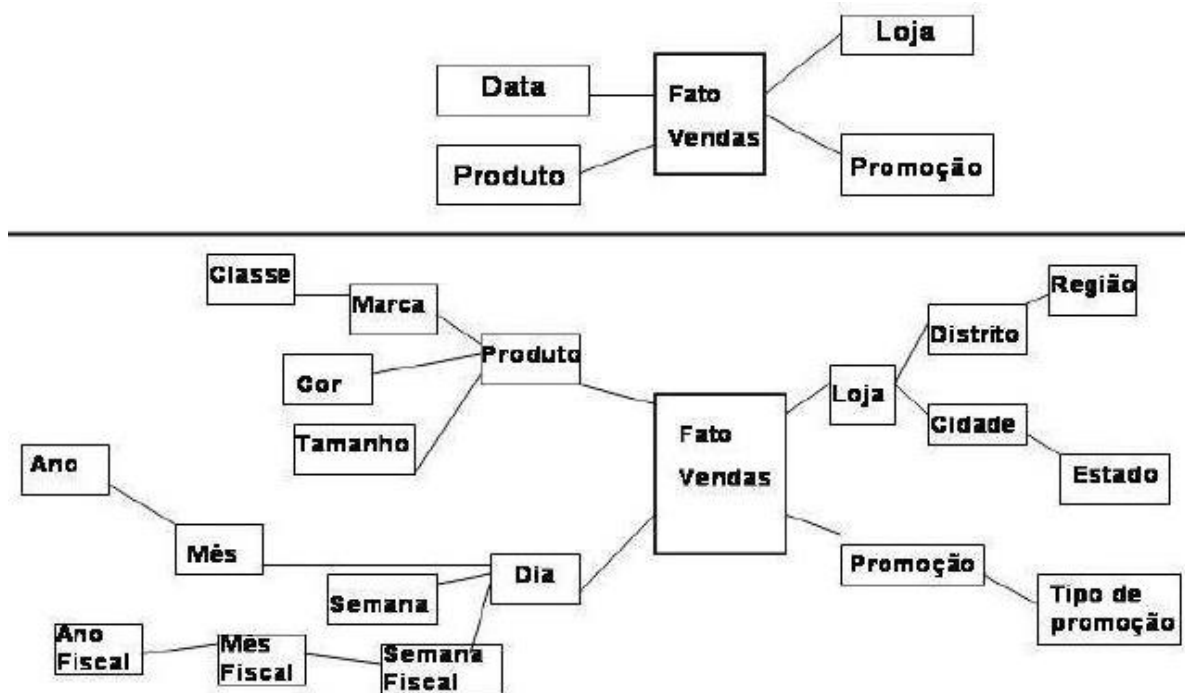 Loja
Data
Fato
Vendas
Produto
Promoção
Classe
Marca
Produto
Cor
Tamanho
Região
Distrito
Loja
Cidade
Estado
Fato
Vendas
Ano
Mês
Dia
Semana
Ano
Fiscal
Mês
Fiscal
Semana
Fiscal
Promoção
Tipo de
promoção